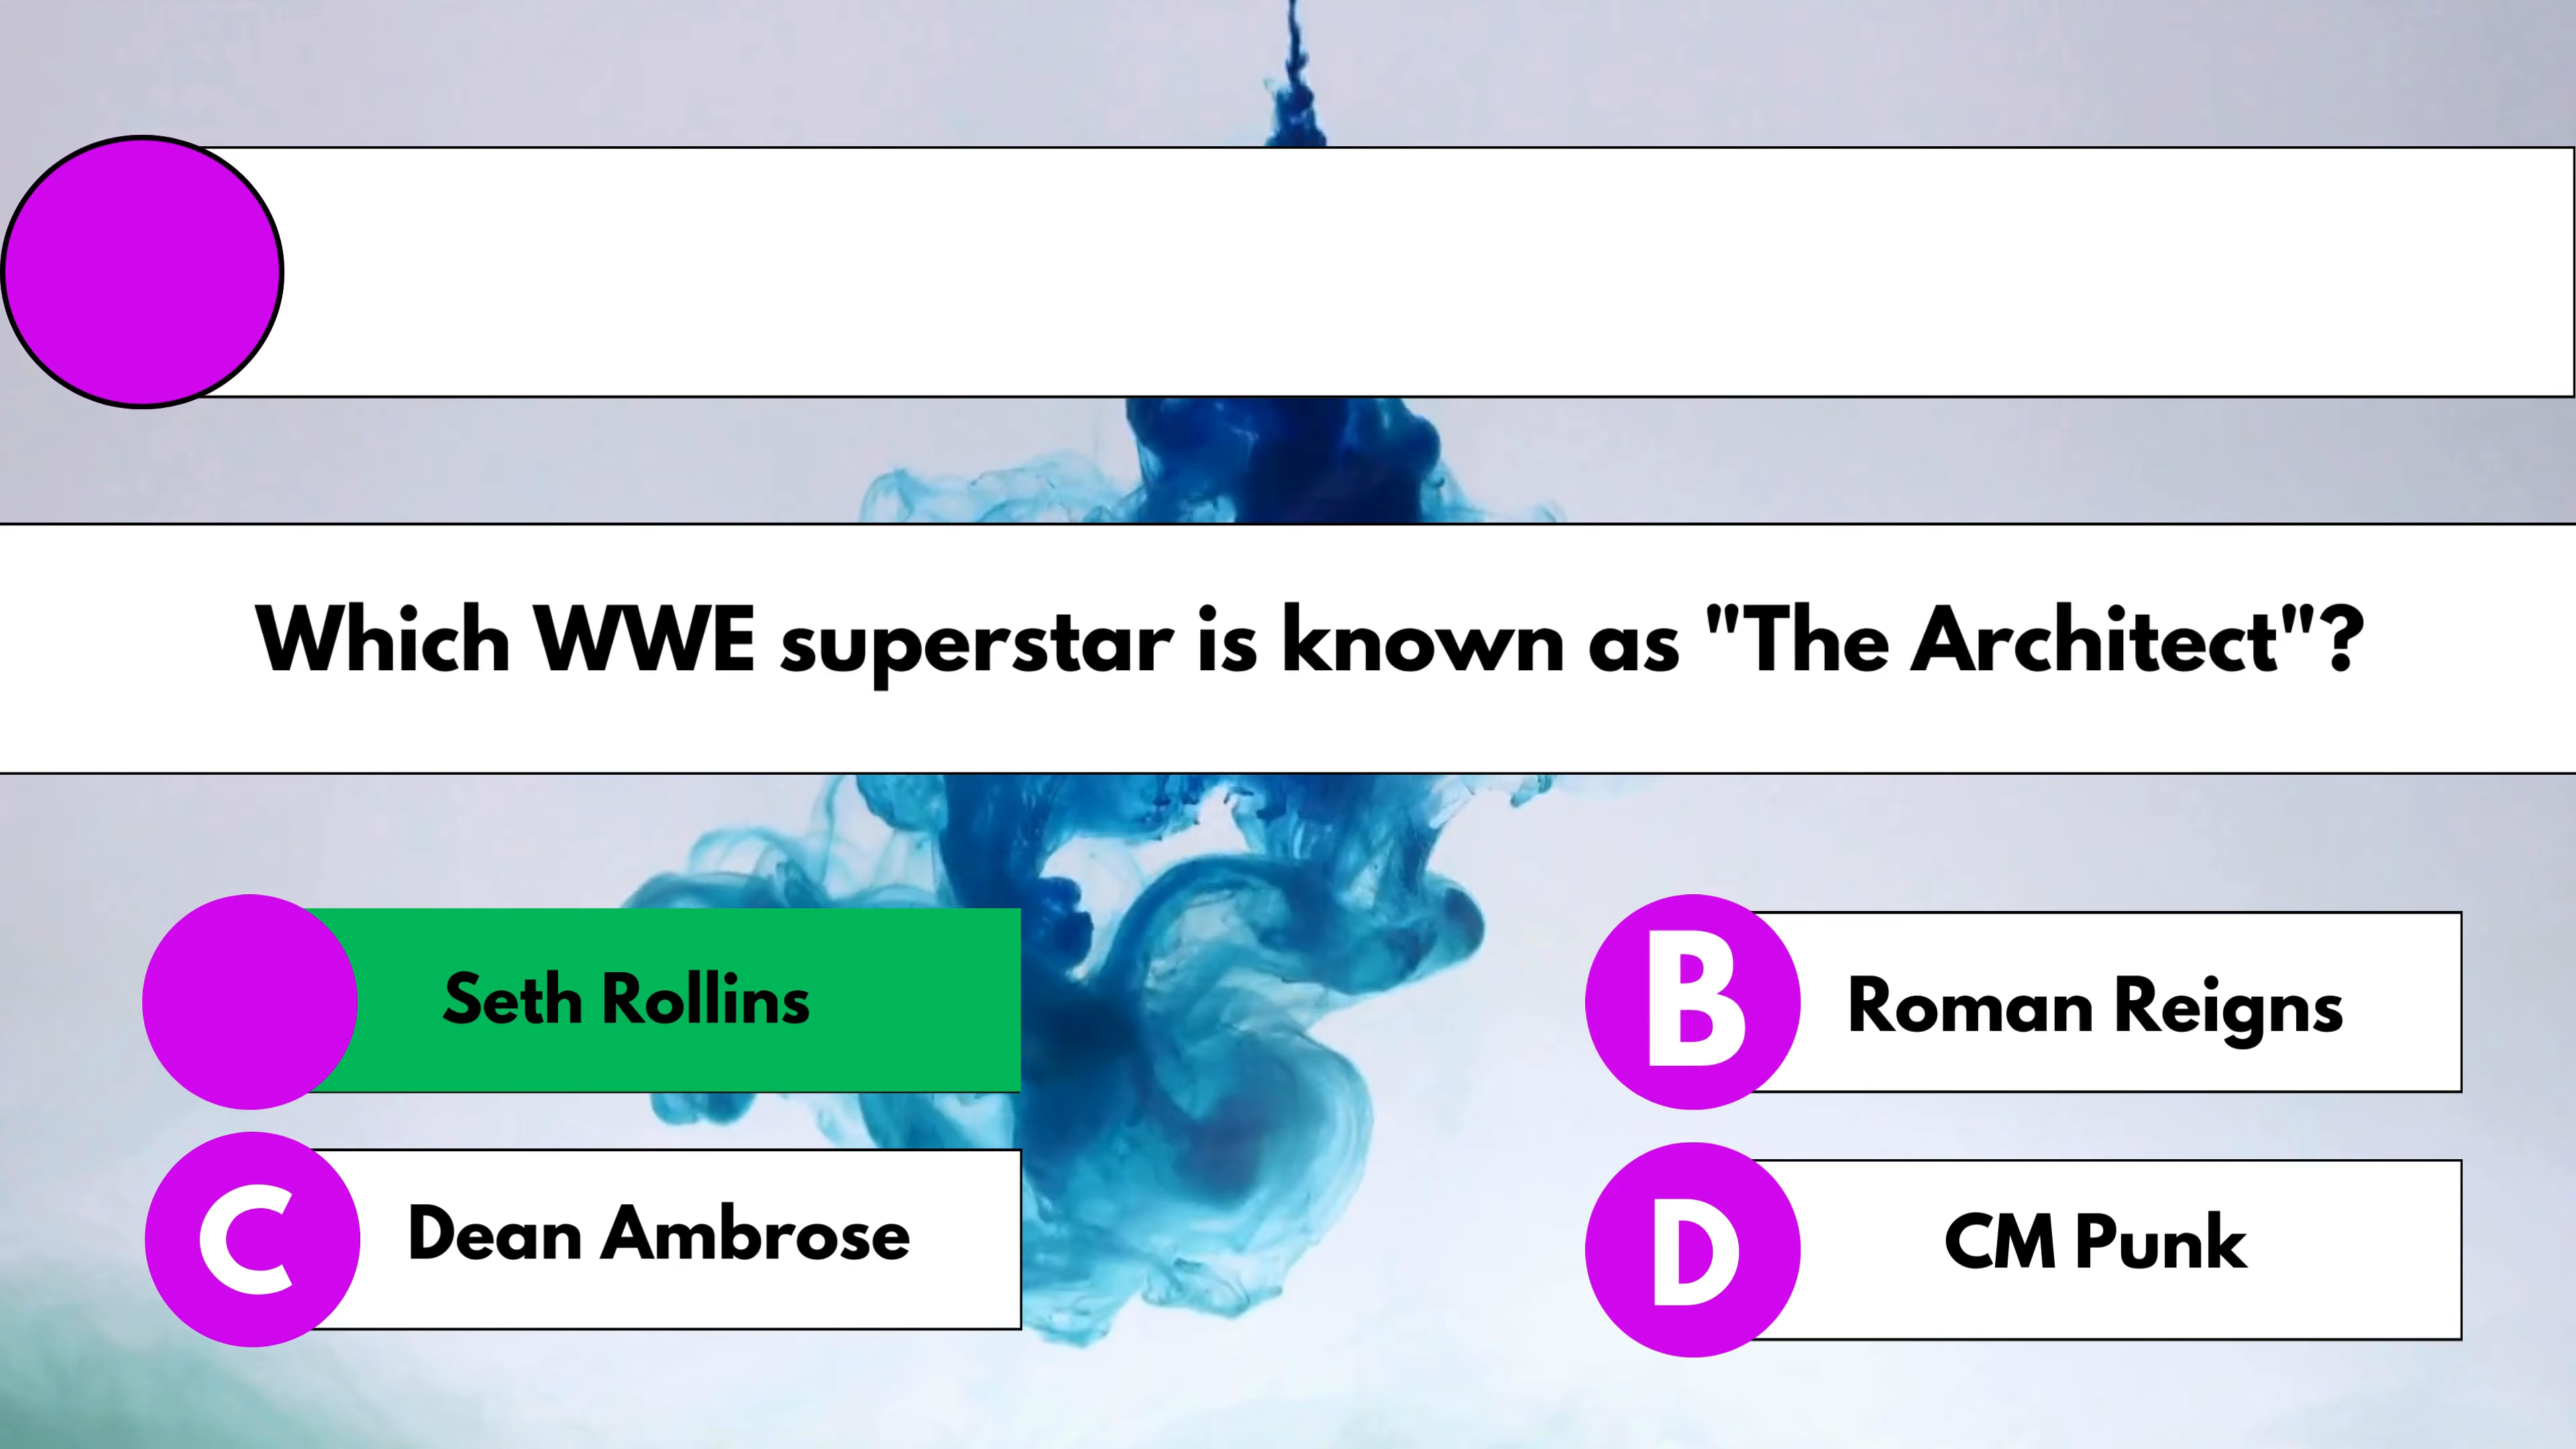 Which WWE superstar is known as "The Architect"?
Seth Rollins
B
Roman Reigns
C
Dean Ambrose
D
CM Punk